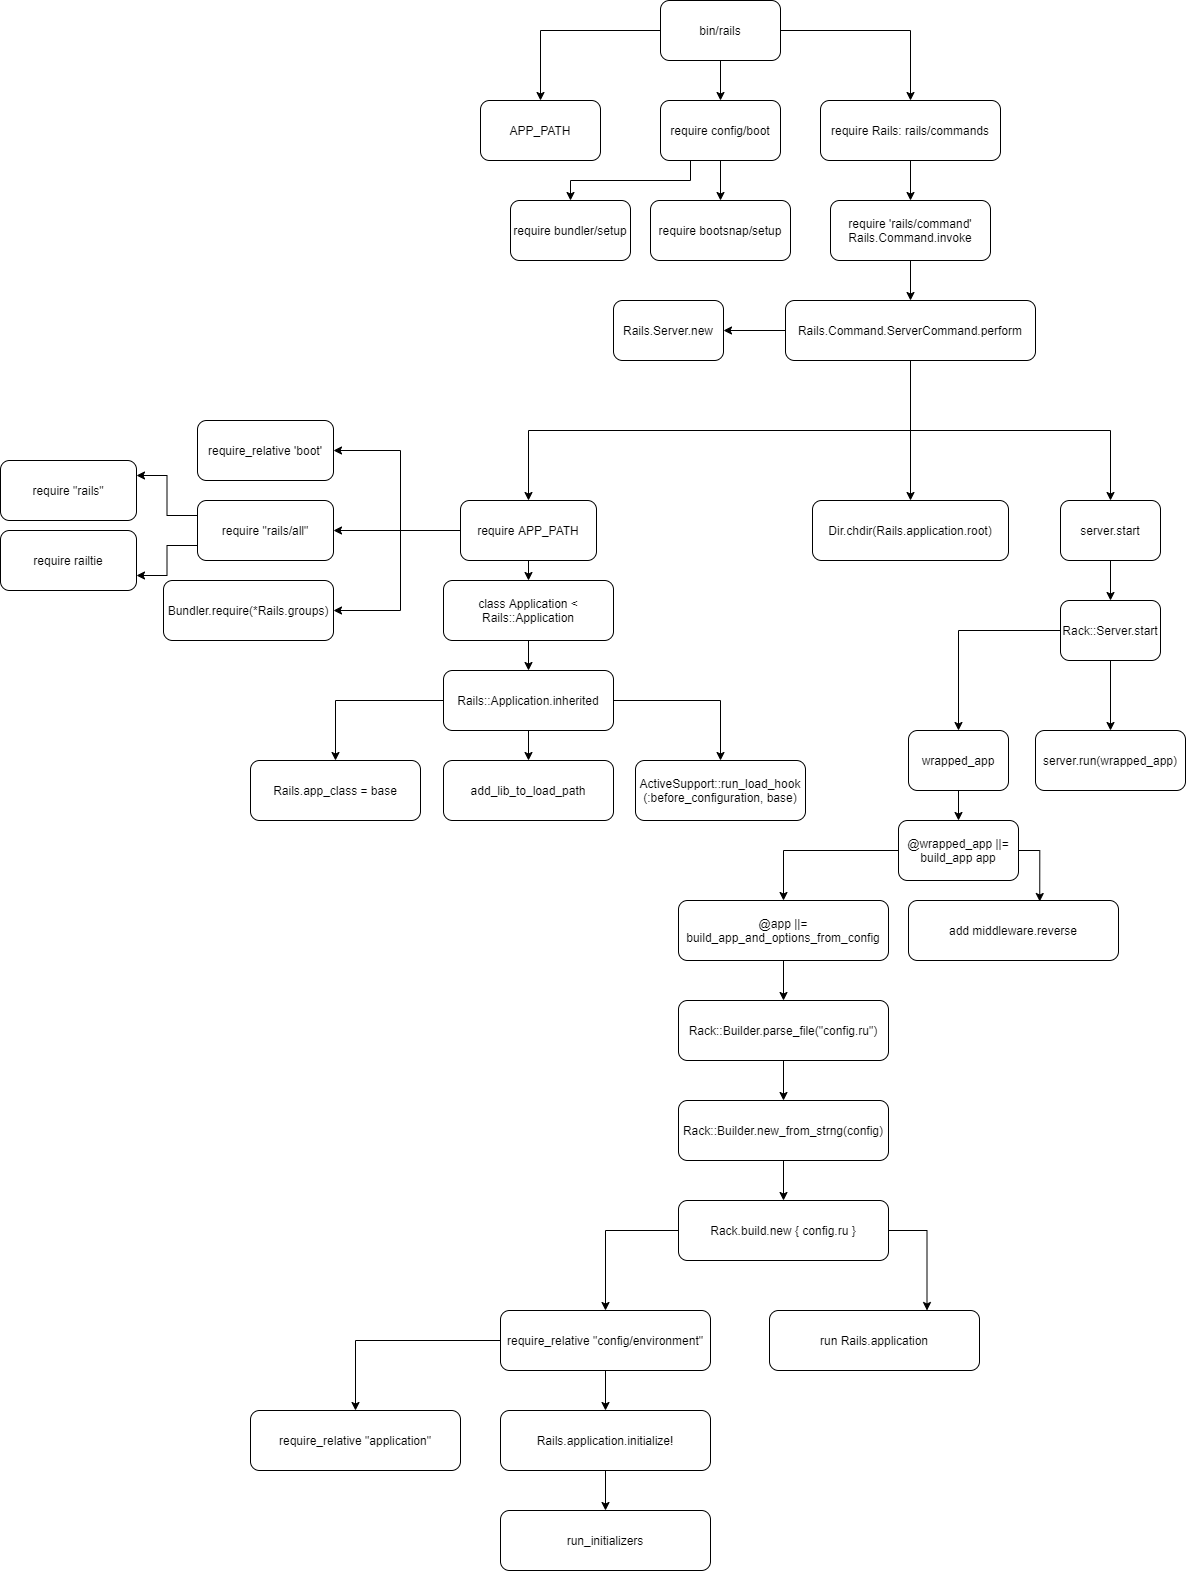 bin/rails
APP_PATH
require config/boot
require Rails: rails/commands
require bundler/setup
require bootsnap/setup
require 'rails/command'
Rails.Command.invoke
Rails.Server.new
Rails.Command.ServerCommand.perform
require_relative 'boot'
require "rails"
require "rails/all"
require railtie
Bundler.require(*Rails.groups)
require APP_PATH
Dir.chdir(Rails.application.root)
server.start
class Application <
Rails::Application
Rack::Server.start
Rails::Application.inherited
Rails.app_class = base
add_lib_to_load_path
ActiveSupport::run_load_hook
(:before_configuration, base)
wrapped_app
server.run(wrapped_app)
@wrapped_app ||=
build_app app
@app ||=
build_app_and_options_from_config
add middleware.reverse
Rack::Builder.parse_file("config.ru")
Rack::Builder.new_from_strng(config)
Rack.build.new { config.ru }
require_relative "config/environment"
run Rails.application
require_relative "application"
Rails.application.initialize!
run_initializers